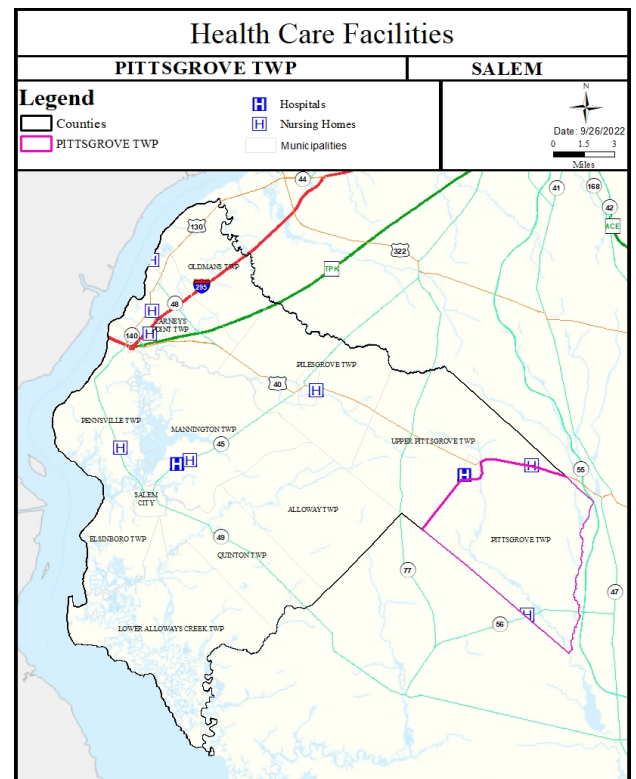 Health Care Facilities
PITTSGROVE TWP
SALEM
Legend
Counties
PITTSGROVE TWP
H Hospitals
H Nursing Homes
Municipalities
N
Date: 9/26/2022
0 1.5 3
Miles
44
41
168
42
ACE
130
322
OLDMANS TWP
TPK
H
295
48
H
CARNEYS
POINT TWP
140
H
PILESGROVE TWP
40
H
PENNSVILLE TWP
MANNINGTON TWP
45
UPPER PITTSGROVE TWP
H
H
H
H
H
55
SALEM
CITY
ALLOWAY TWP
ELSINBORO TWP
49
QUINTON TWP
PITTSGROVE TWP
77
47
H
56
LOWER ALLOWAYS CREEK TWP